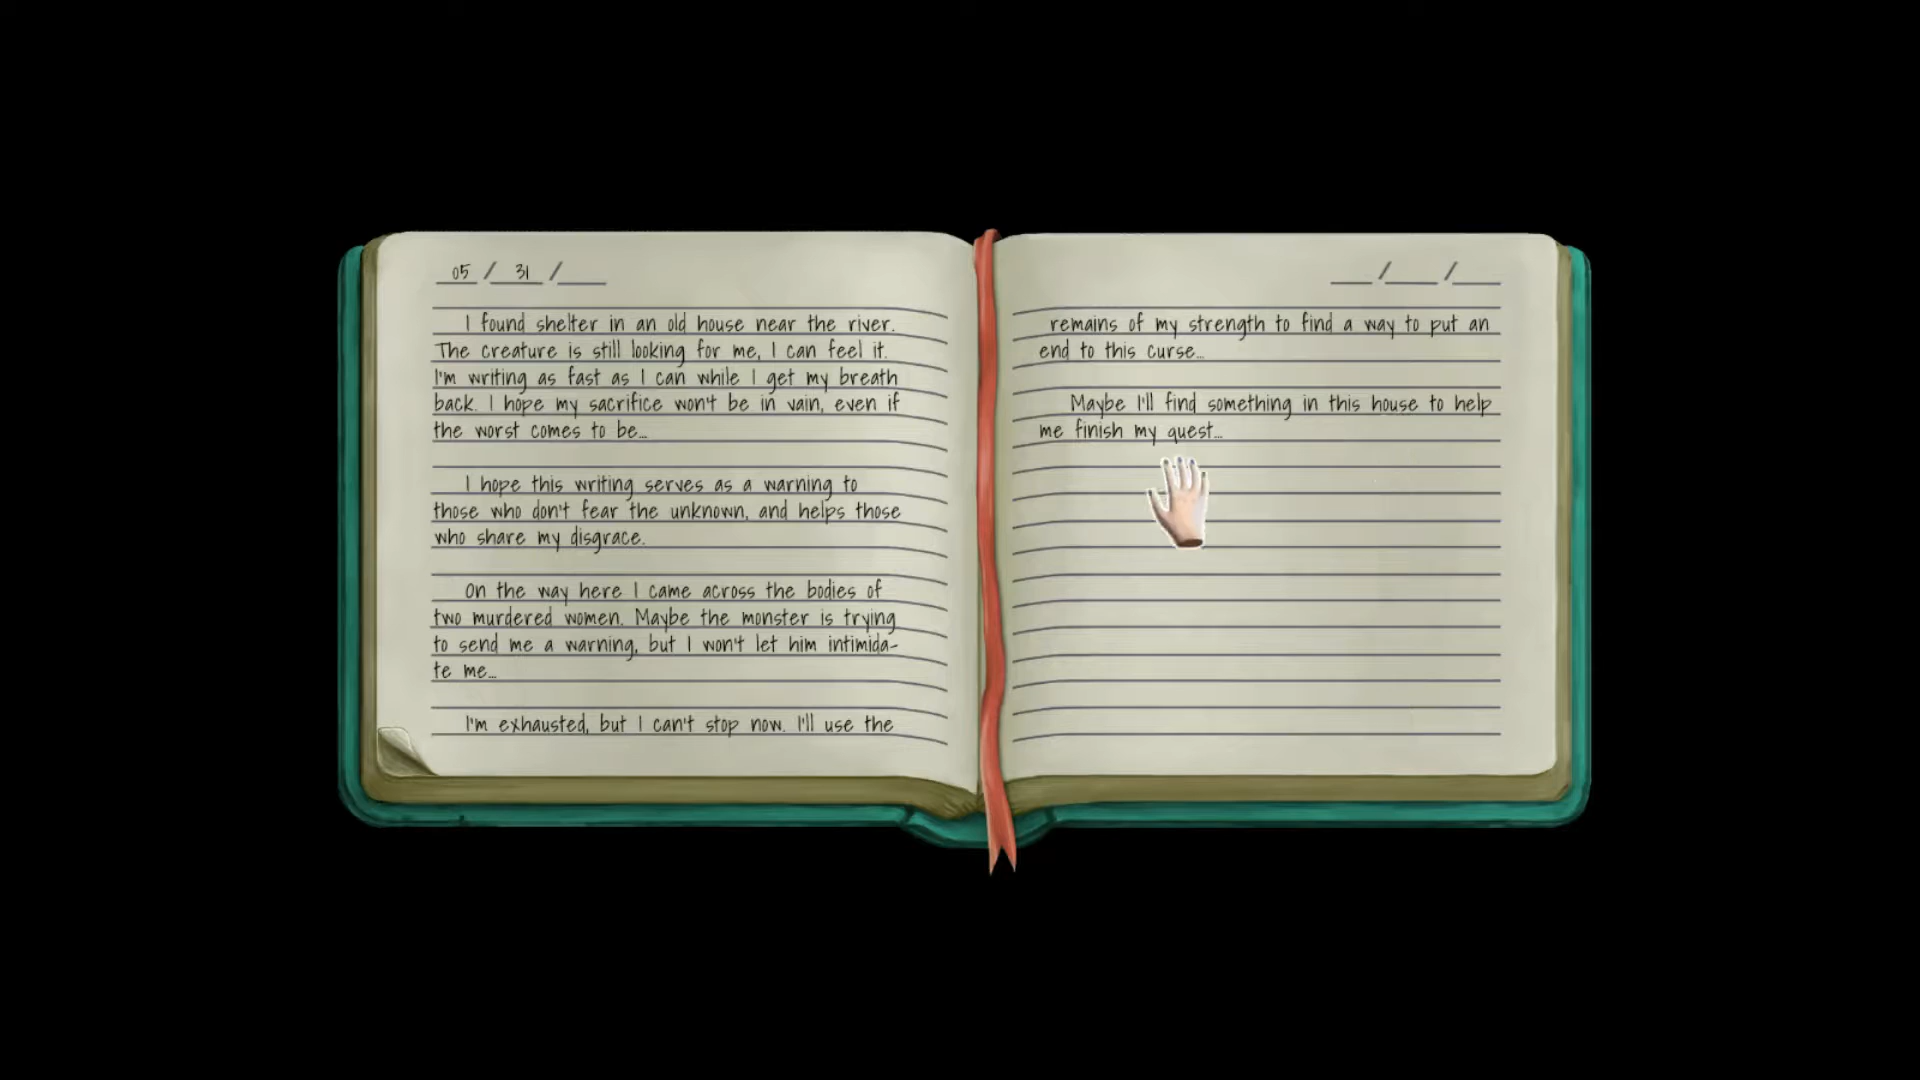 05 / 31 /
I found shelter in an old house near the river.
The creature is still looking for me, I can feel it.
I'm writing as fast as I can while I get my breath
back. I hope my sacrifice won't be in vain, even if
the worst comes to be...
I hope this writing serves as a warning to
those who don't fear the unknown, and helps those
who share my disgrace.
On the way here I came across the bodies of
two murdered women. Maybe the monster is trying
to send me a warning, but I won't let him intimida-
te me...
I'm exhausted, but I can't stop now. I'll use the
/ /
remains of my strength to find a way to put an
end to this curse...
Maybe I'll find something in this house to help
me finish my quest...